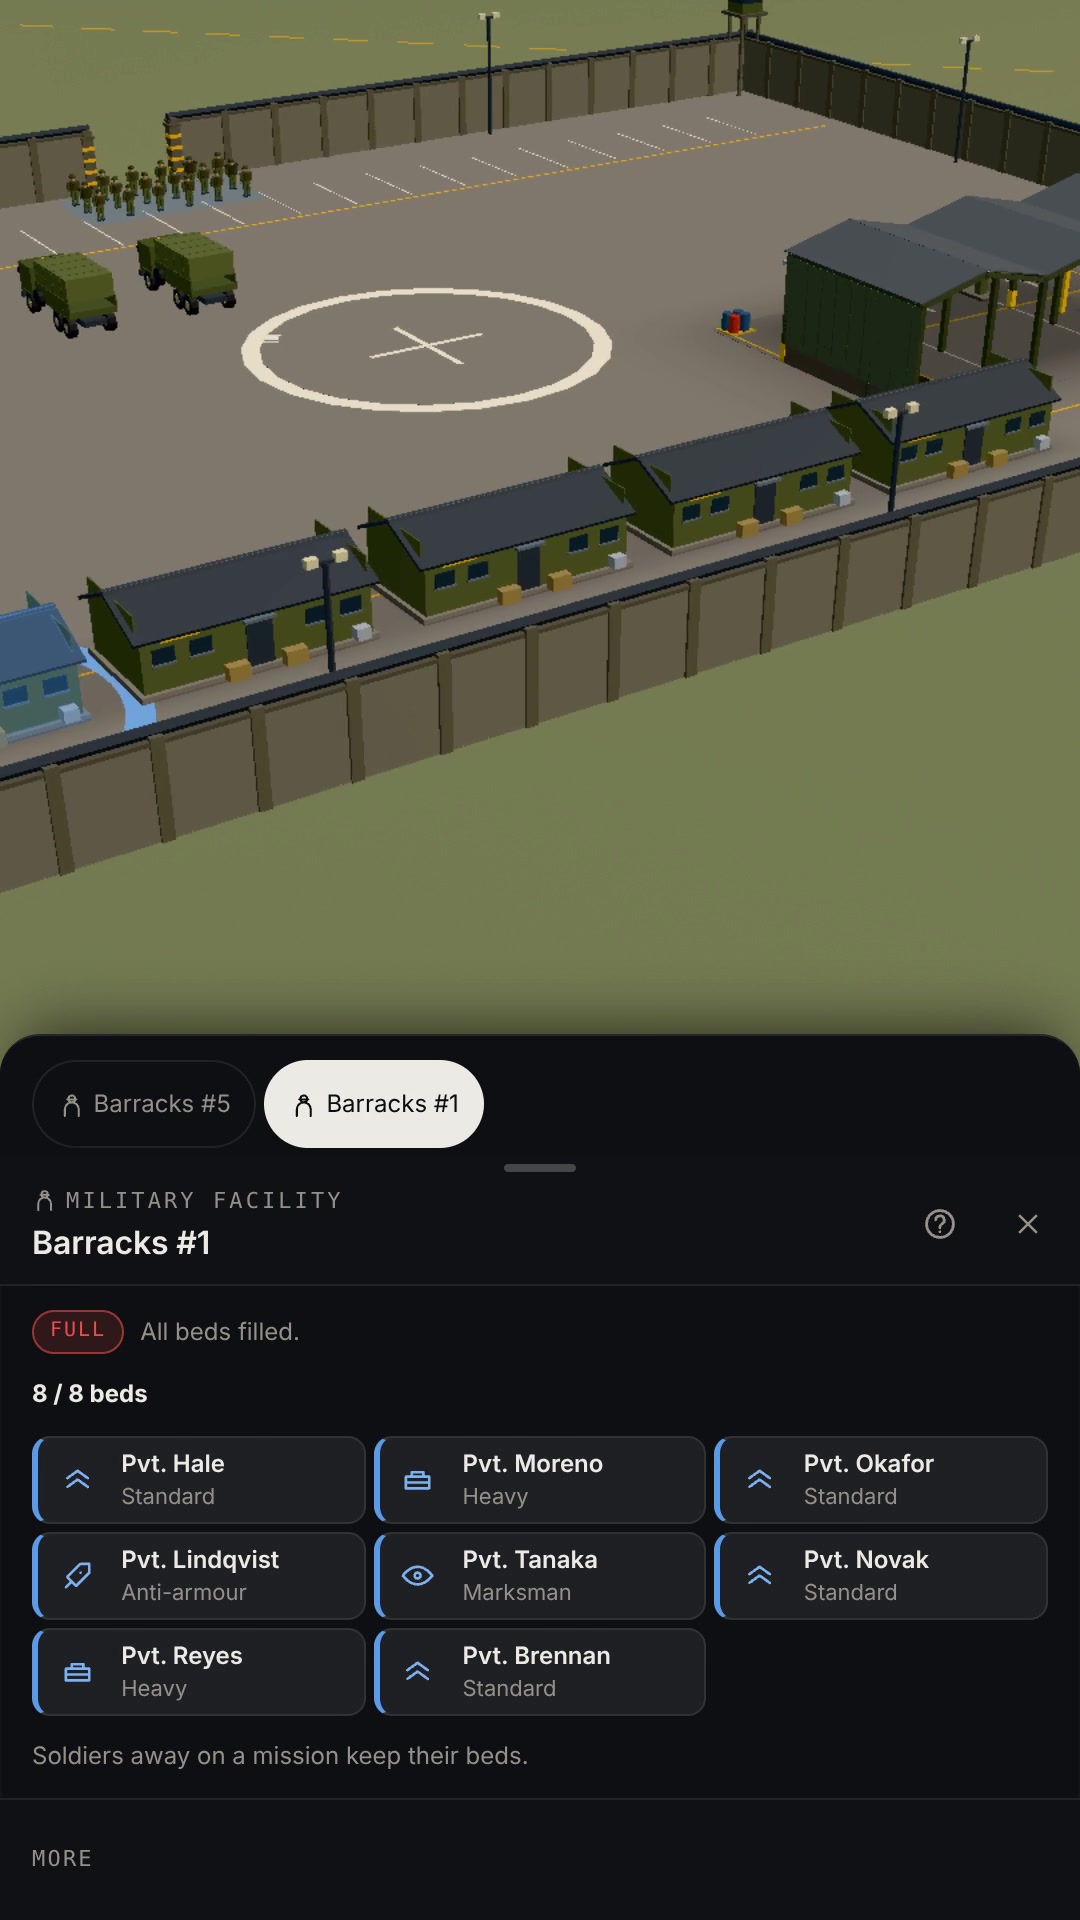 Barracks #5
Barracks #1
MILITARY FACILITY
Barracks #1
FULL
All beds filled.
8 / 8 beds
Pvt. Hale
Standard
Pvt. Moreno
Heavy
Pvt. Okafor
Standard
Pvt. Lindqvist
Anti-armour
Pvt. Tanaka
Marksman
Pvt. Novak
Standard
Pvt. Reyes
Heavy
Pvt. Brennan
Standard
Soldiers away on a mission keep their beds.
MORE